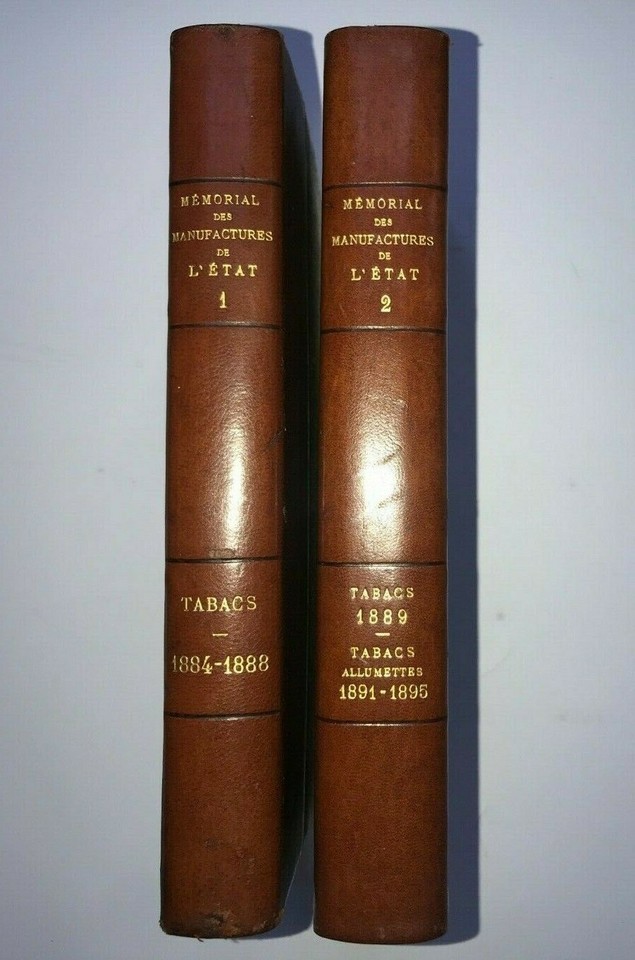 MÉMORIAL
DES
MANUFACTURES
DE
L'ÉTAT
1
TABACS
—
1884-1888
MÉMORIAL
DES
MANUFACTURES
DE
L'ÉTAT
2
TABACS
1889
—
TABACS
ALLUMETTES
1891-1895